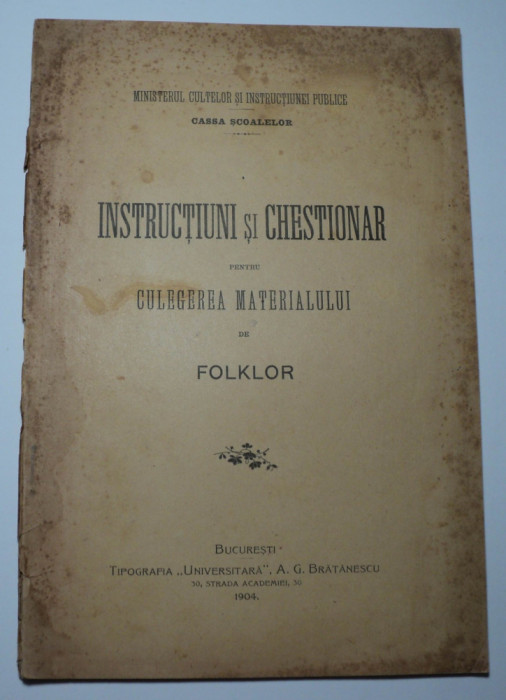 MINISTERUL CULTELOR ȘI INSTRUCȚIUNEI PUBLICE
CASSA ȘCOALELOR
INSTRUCȚIUNI ȘI CHESTIONAR
PENTRU
CULEGEREA MATERIALULUI
DE
FOLKLOR
BUCUREȘTI
TIPOGRAFIA „UNIVERSITARĂ", A. G. BRĂTĂNESCU
30, STRADA ACADEMIEI, 30
1904.